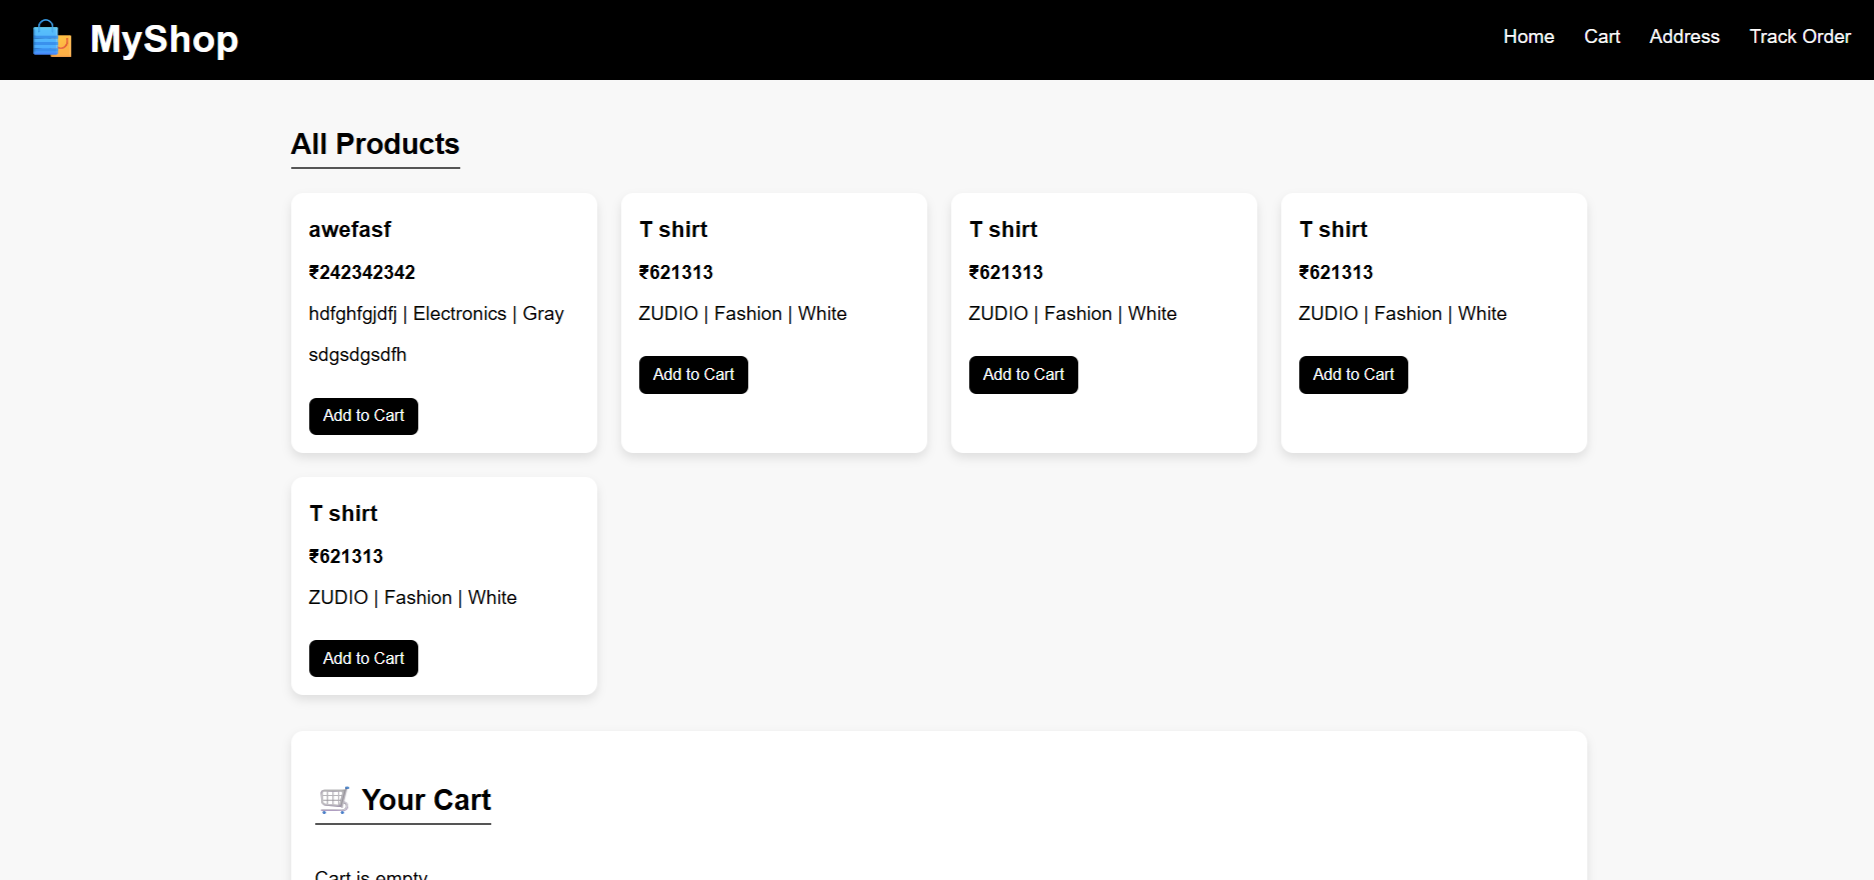 MyShop
Home Cart Address Track Order
All Products
awefasf
₹242342342
hdfghfgjdfj | Electronics | Gray
sdgsdgsdfh
Add to Cart
T shirt
₹621313
ZUDIO | Fashion | White
Add to Cart
T shirt
₹621313
ZUDIO | Fashion | White
Add to Cart
T shirt
₹621313
ZUDIO | Fashion | White
Add to Cart
T shirt
₹621313
ZUDIO | Fashion | White
Add to Cart
Your Cart
Cart is empty